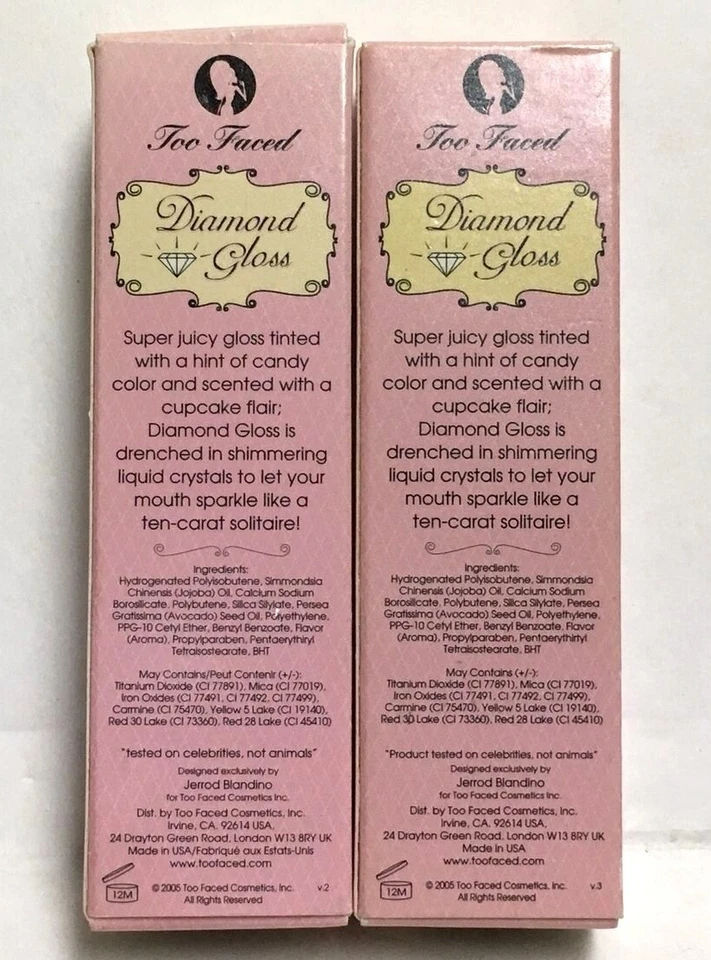 Too Faced
Diamond
Gloss
Super juicy gloss tinted
with a hint of candy
color and scented with a
cupcake flair;
Diamond Gloss is
drenched in shimmering
liquid crystals to let your
mouth sparkle like a
ten-carat solitaire!
Ingredients:
Hydrogenated Polyisobutene, Simmondsia
Chinensis (Jojoba) Oil, Calcium Sodium
Borosilicate, Polybutene, Silica Silylate, Persea
Gratissima (Avocado) Seed Oil, Polyethylene,
PPG-10 Cetyl Ether, Benzyl Benzoate, Flavor
(Aroma), Propylparaben, Pentaerythiryl
Tetraisostearate, BHT
May Contains/Peut Contenir (+/-):
Titanium Dioxide (CI 77891), Mica (CI 77019),
Iron Oxides (CI 77491, CI 77492, CI 77499),
Carmine (CI 75470), Yellow 5 Lake (CI 19140),
Red 30 Lake (CI 73360), Red 28 Lake (CI 45410)
"tested on celebrities, not animals"
Designed exclusively by
Jerrod Blandino
for Too Faced Cosmetics Inc.
Dist. by Too Faced Cosmetics, Inc.
Irvine, CA. 92614 USA,
24 Drayton Green Road, London W13 8RY UK
Made in USA/Fabriqué aux Estats-Unis
www.toofaced.com
12M
© 2005 Too Faced Cosmetics, Inc. v.2
All Rights Reserved
Too Faced
Diamond
Gloss
Super juicy gloss tinted
with a hint of candy
color and scented with a
cupcake flair;
Diamond Gloss is
drenched in shimmering
liquid crystals to let your
mouth sparkle like a
ten-carat solitaire!
Ingredients:
Hydrogenated Polyisobutene, Simmondsia
Chinensis (Jojoba) Oil, Calcium Sodium
Borosilicate, Polybutene, Silica Silylate, Persea
Gratissima (Avocado) Seed Oil, Polyethylene,
PPG-10 Cetyl Ether, Benzyl Benzoate, Flavor
(Aroma), Propylparaben, Pentaerythirtyl
Tetraisostearate, BHT
May Contains (+/-):
Titanium Dioxide (CI 77891), Mica (CI 77019),
Iron Oxides (CI 77491, CI 77492, CI 77499),
Carmine (CI 75470), Yellow 5 Lake (CI 19140),
Red 30 Lake (CI 73360), Red 28 Lake (CI 45410)
"Product tested on celebrities, not animals"
Designed exclusively by
Jerrod Blandino
for Too Faced Cosmetics Inc.
Dist. by Too Faced Cosmetics, Inc.
Irvine, CA. 92614 USA,
24 Drayton Green Road, London W13 8RY UK
Made in USA
www.toofaced.com
12M
© 2005 Too Faced Cosmetics, Inc. v.3
All Rights Reserved